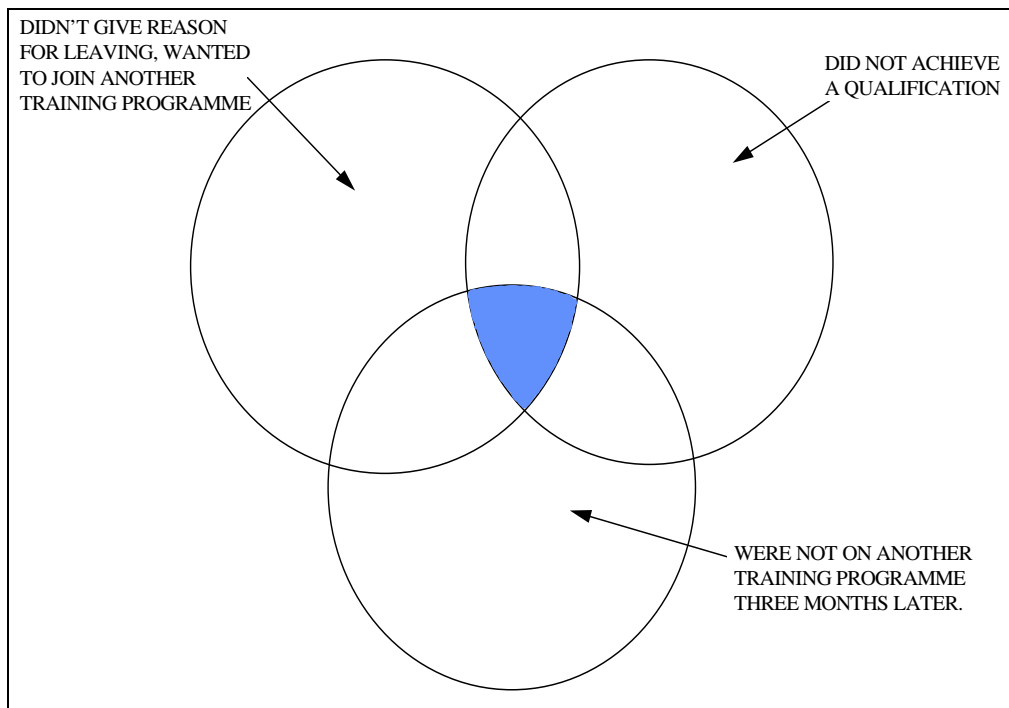 DIDN'T GIVE REASON
FOR LEAVING, WANTED
TO JOIN ANOTHER
TRAINING PROGRAMME
DID NOT ACHIEVE
A QUALIFICATION
WERE NOT ON ANOTHER
TRAINING PROGRAMME
THREE MONTHS LATER.